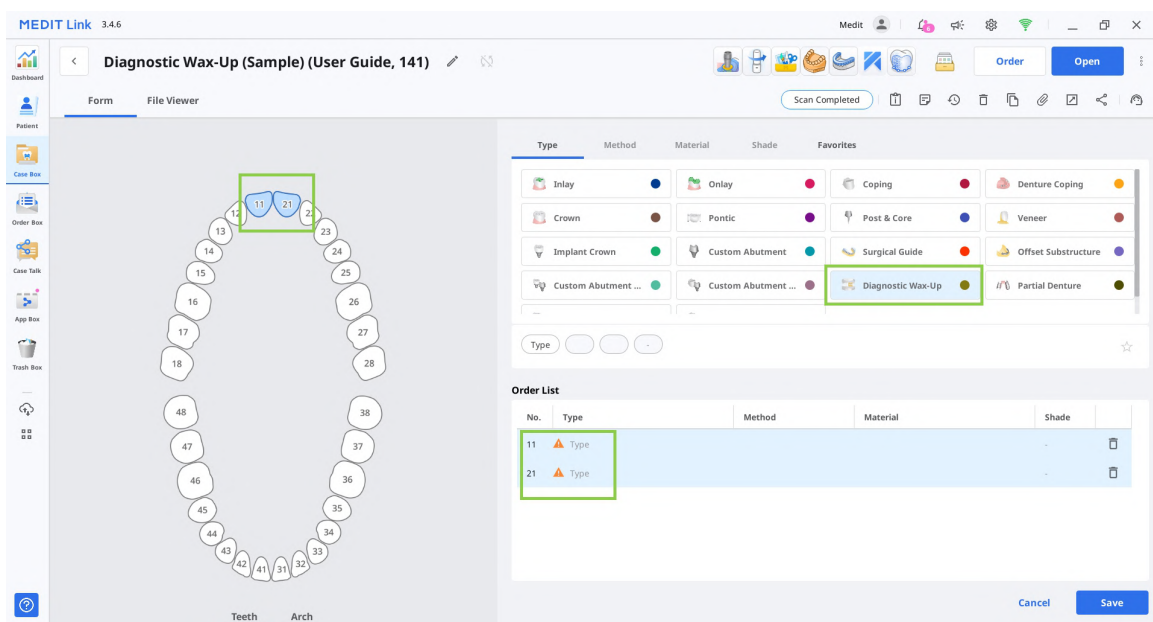 MEDIT Link 3.4.6
Medit
6
Dashboard
Patient
Case Box
Order Box
Case Talk
App Box
Trash Box
Diagnostic Wax-Up (Sample) (User Guide, 141)
Order
Open
Form
File Viewer
Scan Completed
11 21
12
13 23
14 24
15 25
16 26
17 27
18 28
48 38
47 37
46 36
45 35
44 34
43 33
42 41 31 32
Teeth Arch
Type Method Material Shade Favorites
Inlay Onlay Coping Denture Coping
Crown Pontic Post & Core Veneer
Implant Crown Custom Abutment Surgical Guide Offset Substructure
Custom Abutment ... Custom Abutment ... Diagnostic Wax-Up Partial Denture
Type -
Order List
No. Type Method Material Shade
11 Type -
21 Type -
Cancel
Save